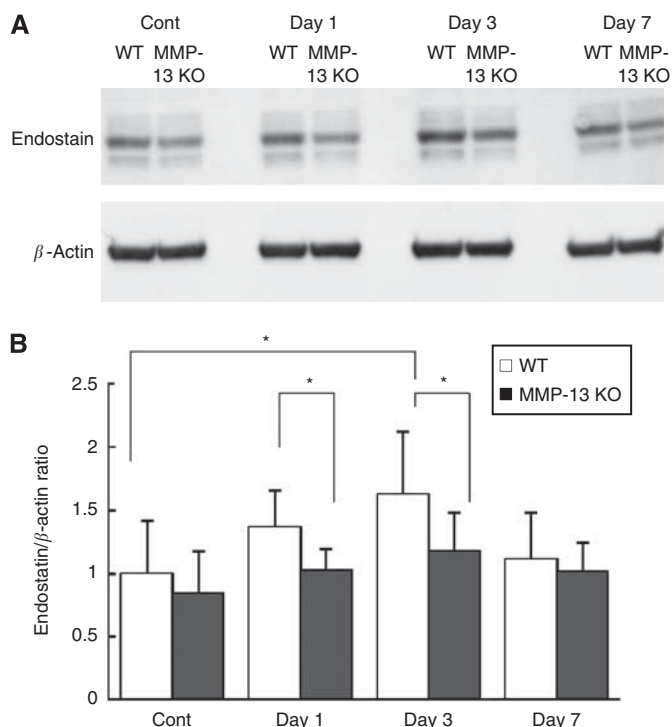 A
Cont Day 1 Day 3 Day 7
WT MMP-13 KO WT MMP-13 KO WT MMP-13 KO WT MMP-13 KO
Endostain
β-Actin
B
* 
* *
WT
MMP-13 KO
Endostatin/β-actin ratio
2.5
2
1.5
1
0.5
0
Cont Day 1 Day 3 Day 7